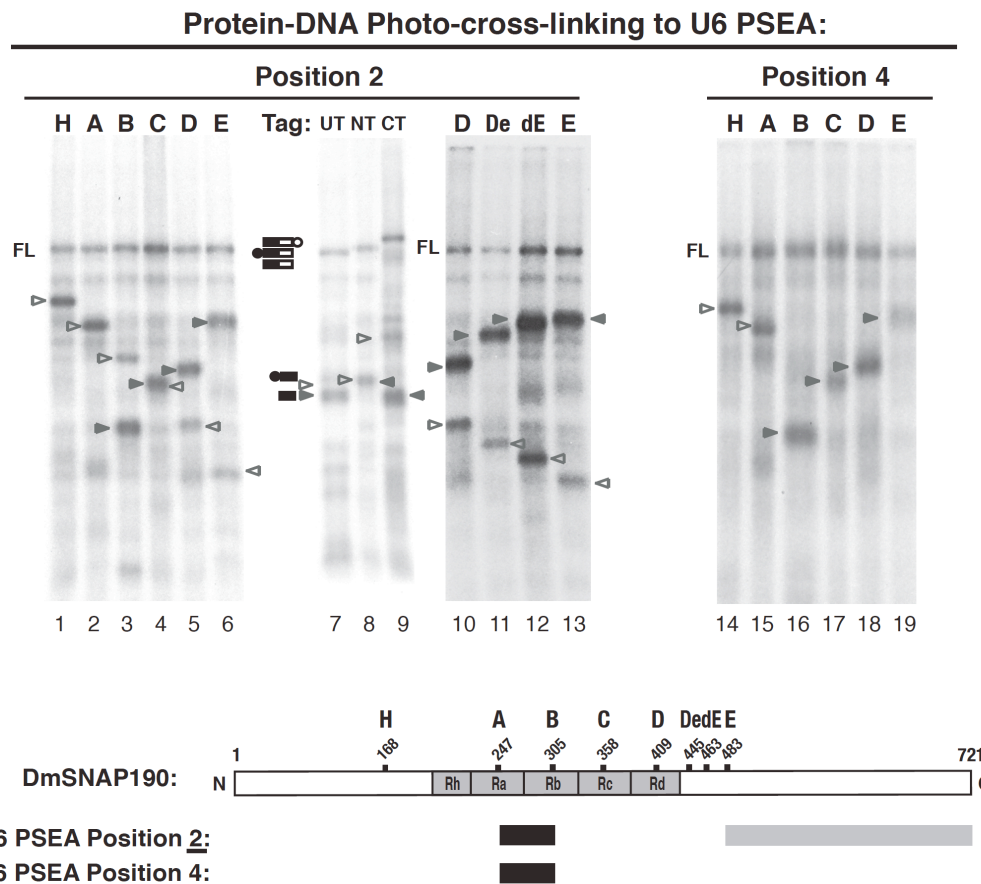 Protein-DNA Photo-cross-linking to U6 PSEA:
Position 2
Position 4
H A B C D E
Tag: UT NT CT
D De dE E
H A B C D E
FL
FL
FL
1 2 3 4 5 6
7 8 9
10 11 12 13
14 15 16 17 18 19
H A B C D De dE E
1 168 247 305 358 409 445 463 483 721
DmSNAP190: N Rh Ra Rb Rc Rd
6 PSEA Position 2:
6 PSEA Position 4: